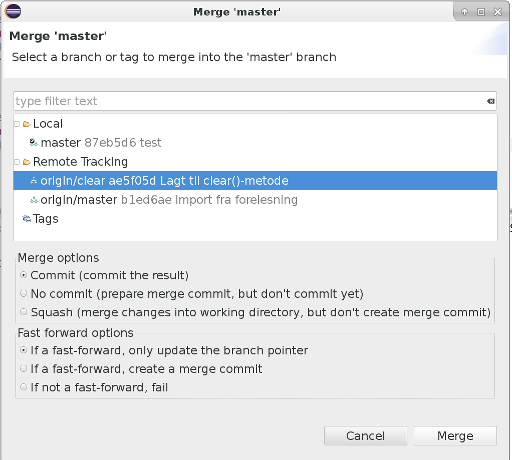 Merge 'master'
Merge 'master'
Select a branch or tag to merge into the 'master' branch
type filter text
Local
master 87eb5d6 test
Remote Tracking
origin/clear ae5f05d Lagt til clear()-metode
origin/master b1ed6ae Import fra forelesning
Tags
Merge options
Commit (commit the result)
No commit (prepare merge commit, but don't commit yet)
Squash (merge changes into working directory, but don't create merge commit)
Fast forward options
If a fast-forward, only update the branch pointer
If a fast-forward, create a merge commit
If not a fast-forward, fail
Cancel
Merge